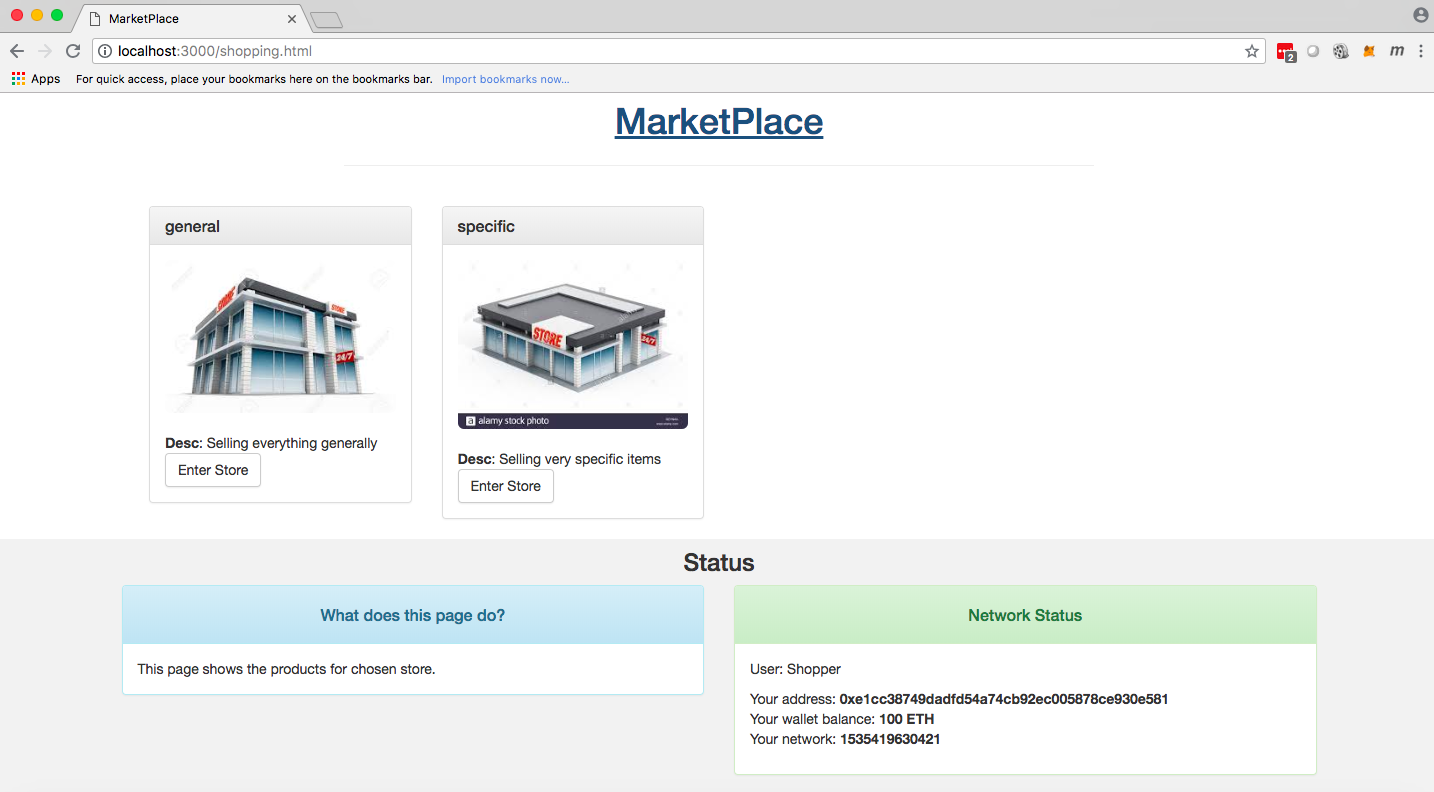 MarketPlace
localhost:3000/shopping.html
2
m
Apps
For quick access, place your bookmarks here on the bookmarks bar. Import bookmarks now...
MarketPlace
general
specific
STORE
STORE
24/7
STORE
24/7
a alamy stock photo
Desc: Selling everything generally
Enter Store
Desc: Selling very specific items
Enter Store
Status
What does this page do?
This page shows the products for chosen store.
Network Status
User: Shopper
Your address: 0xe1cc38749dadfd54a74cb92ec005878ce930e581
Your wallet balance: 100 ETH
Your network: 1535419630421